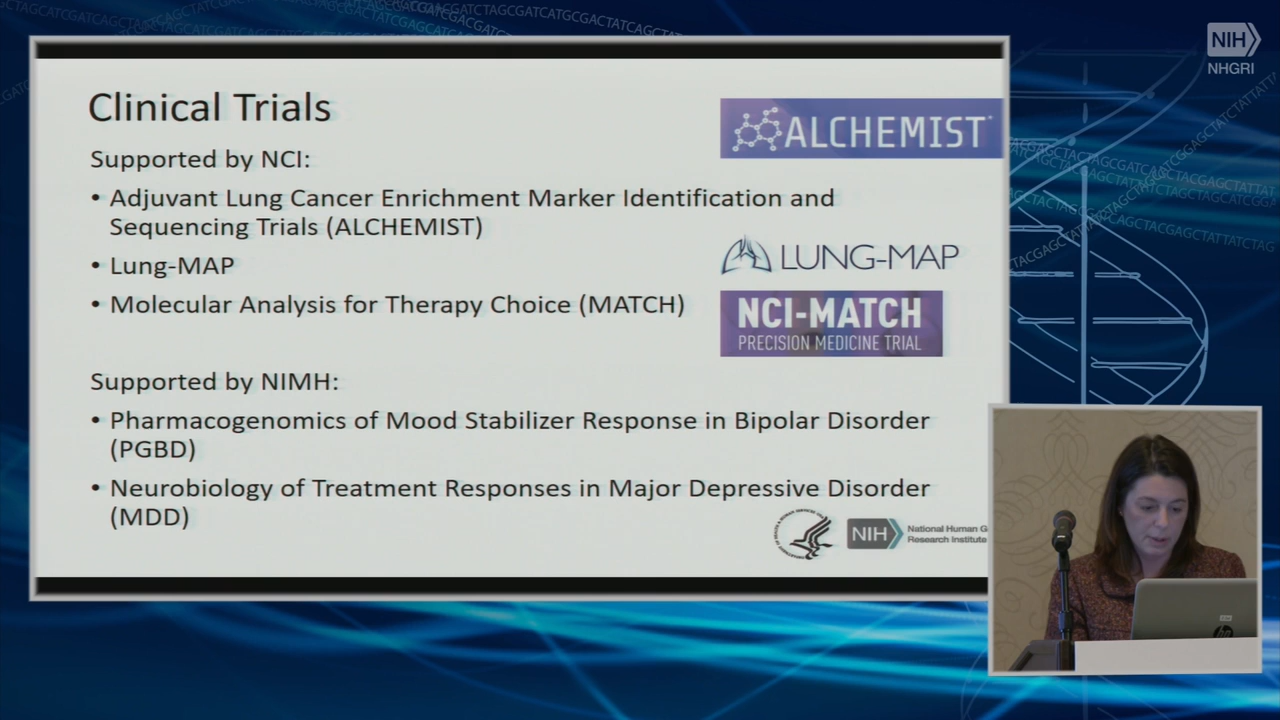 NIH
NHGRI
Clinical Trials
ALCHEMIST
Supported by NCI:
• Adjuvant Lung Cancer Enrichment Marker Identification and
Sequencing Trials (ALCHEMIST)
• Lung-MAP
LUNG-MAP
• Molecular Analysis for Therapy Choice (MATCH)
NCI-MATCH
PRECISION MEDICINE TRIAL
Supported by NIMH:
• Pharmacogenomics of Mood Stabilizer Response in Bipolar Disorder
(PGBD)
• Neurobiology of Treatment Responses in Major Depressive Disorder
(MDD)
NIH
National Human G
Research Institute
hp